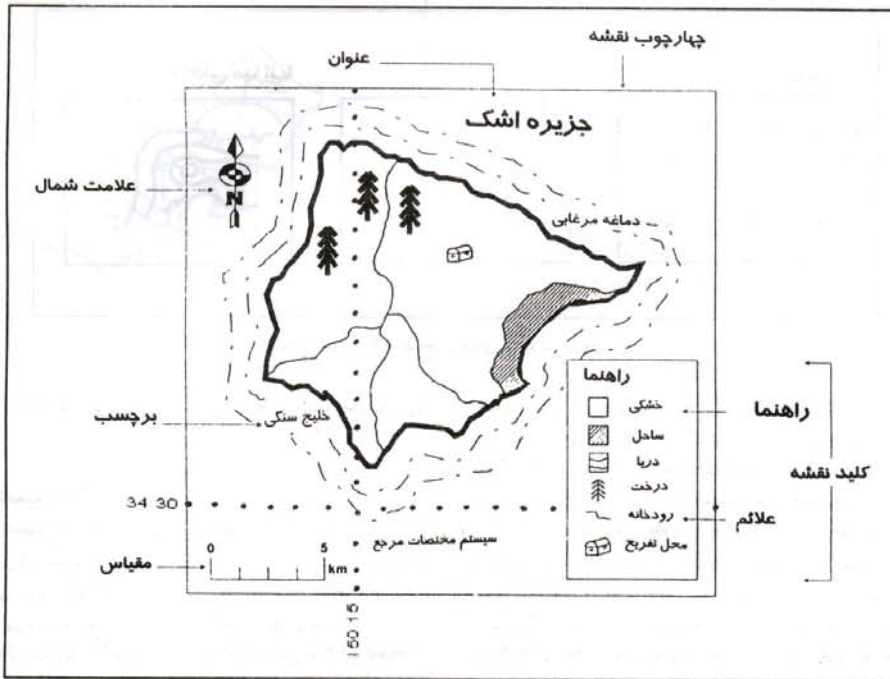 چهارچوب نقشه
عنوان
جزیره اشک
علامت شمال
N
دماغه مرغابی
خلیج سنگی
برچسب
راهنما
خشکی
ساحل
دریا
درخت
رودخانه
محل تفریح
راهنما
کلید نقشه
علائم
34 30
سیستم مختصات مرجع
مقیاس
0 5
km
150 15